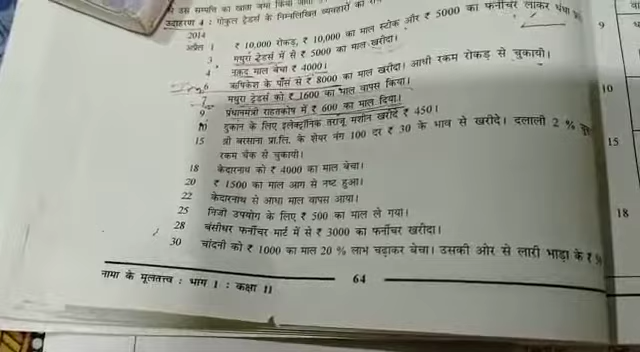 उस सम्पत्ति का खाता जमा किया
उदाहरण 4 : गोकुल ट्रेडर्स के निम्नलिखित व्यवहारों को
2014
अप्रैल 1 ₹ 10,000 रोकड़, ₹ 10,000 का माल स्टोक और ₹ 5000 का फर्नीचर लाकर धंधा
3 मथुरा ट्रेडर्स में से ₹ 5000 का माल खरीदा।
4 नकद माल बेचा ₹ 4000।
6 ऋषिकेश के पास से ₹ 8000 का माल खरीदा। आधी रकम रोकड़ से चुकायी।
7 मथुरा ट्रेडर्स को ₹ 1600 का माल वापस किया।
9 प्रधानमंत्री राहतकोष में ₹ 600 का माल दिया।
10 दुकान के लिए इलेक्ट्रॉनिक तराजू मशीन खरीदे ₹ 450।
15 श्री बरसाना प्रा.लि. के शेयर नंग 100 दर ₹ 30 के भाव से खरीदे। दलाली 2 %
रकम बैंक से चुकायी।
18 केदारनाथ को ₹ 4000 का माल बेचा।
20 ₹ 1500 का माल आग से नष्ट हुआ।
22 केदारनाथ से आधा माल वापस आया।
25 निजी उपयोग के लिए ₹ 500 का माल ले गया।
28 बंसीधर फर्नीचर मार्ट में से ₹ 3000 का फर्नीचर खरीदा।
30 चांदनी को ₹ 1000 का माल 20 % लाभ चढ़ाकर बेचा। उसकी ओर से लारी भाड़ा के ₹
नामा के मूलतत्त्व : भाग 1 : कक्षा 11
64
9
10
15
18